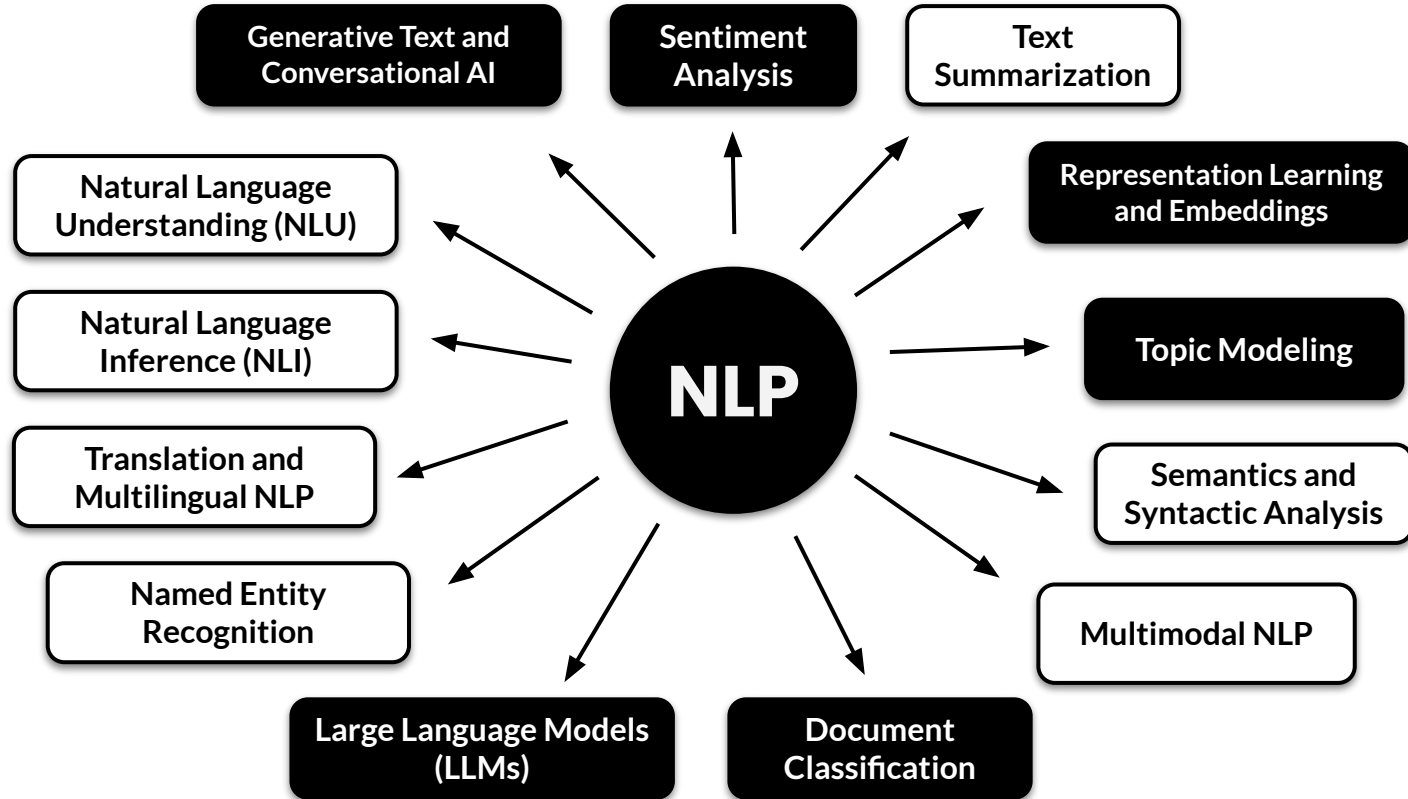 Generative Text and
Conversational AI
Sentiment
Analysis
Text
Summarization
Natural Language
Understanding (NLU)
Representation Learning
and Embeddings
Natural Language
Inference (NLI)
NLP
Topic Modeling
Translation and
Multilingual NLP
Semantics and
Syntactic Analysis
Named Entity
Recognition
Multimodal NLP
Large Language Models
(LLMs)
Document
Classification